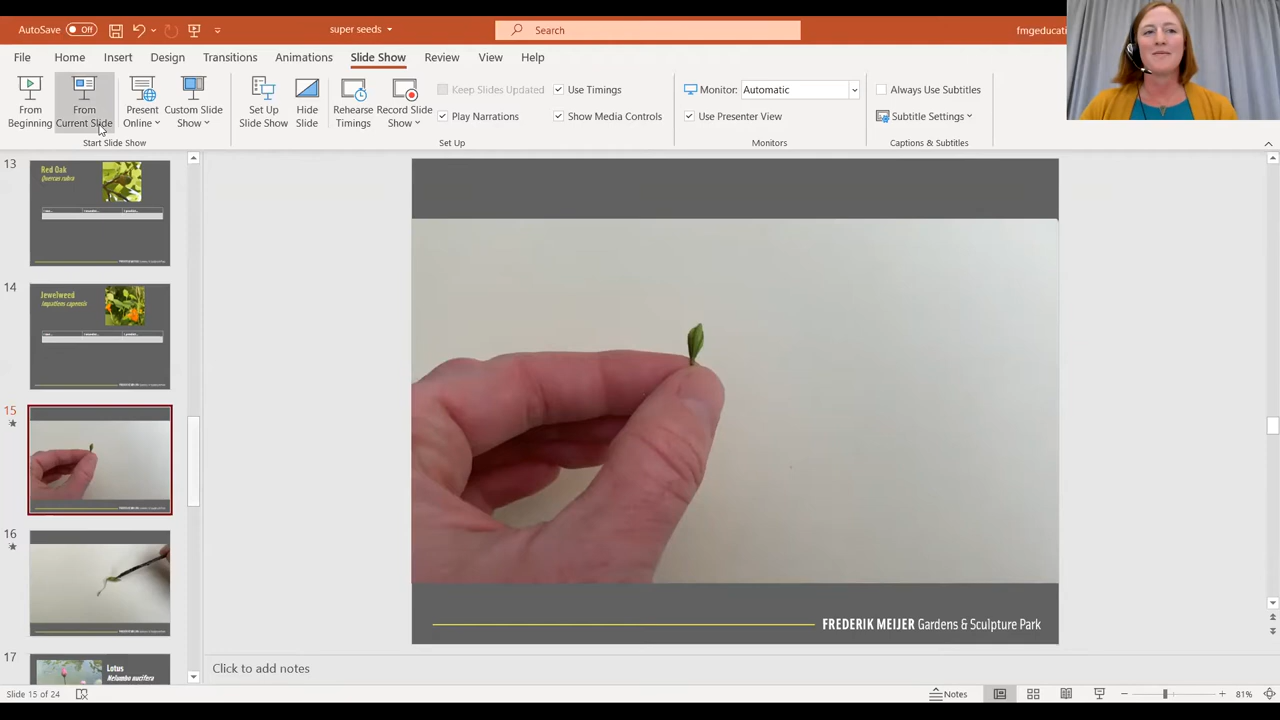 AutoSave Off super seeds Search fmgeducati
File Home Insert Design Transitions Animations Slide Show Review View Help
From Beginning
From Current Slide
Present Online
Custom Slide Show
Start Slide Show
Set Up Slide Show
Hide Slide
Rehearse Timings
Record Slide Show
Keep Slides Updated
Play Narrations
Use Timings
Show Media Controls
Set Up
Monitor: Automatic
Use Presenter View
Monitors
Always Use Subtitles
Subtitle Settings
Captions & Subtitles
13
Red Oak
Quercus rubra
14
Jewelweed
Impatiens capensis
15
16
17
Lotus
Nelumbo nucifera
FREDERIK MEIJER Gardens & Sculpture Park
Click to add notes
Slide 15 of 24 Notes 81%